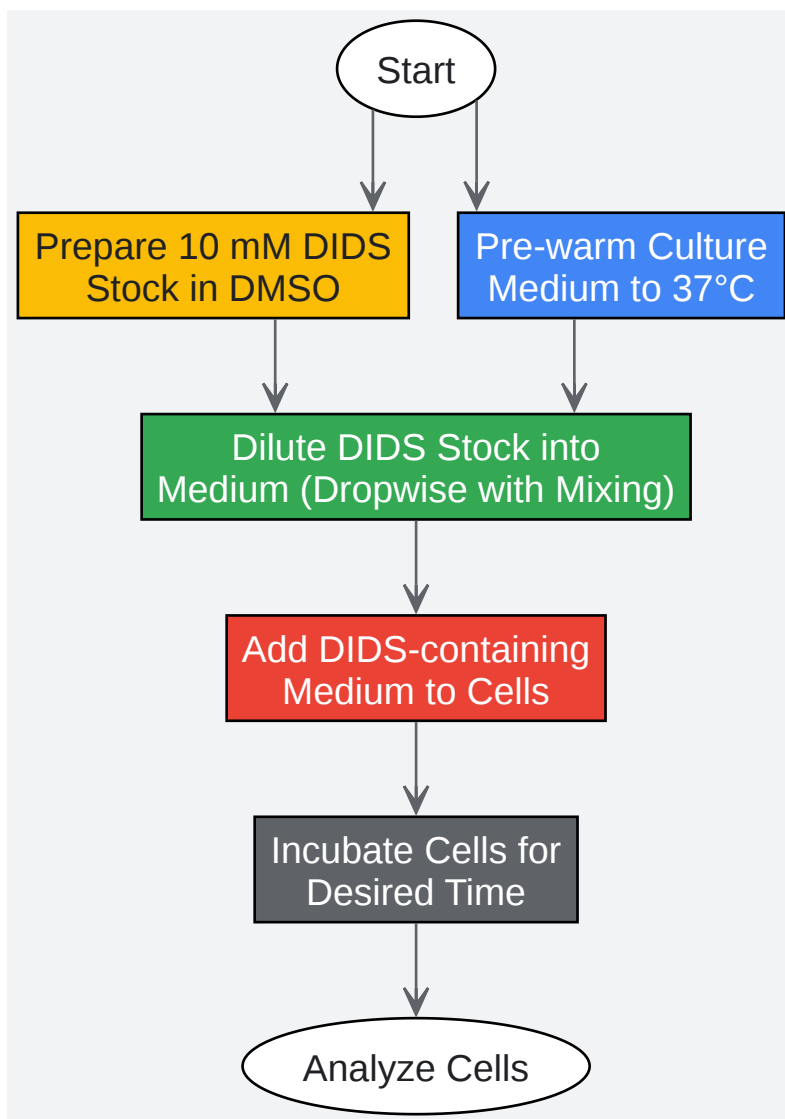 Start
Prepare 10 mM DIDS
Stock in DMSO
Pre-warm Culture
Medium to 37°C
Dilute DIDS Stock into
Medium (Dropwise with Mixing)
Add DIDS-containing
Medium to Cells
Incubate Cells for
Desired Time
Analyze Cells